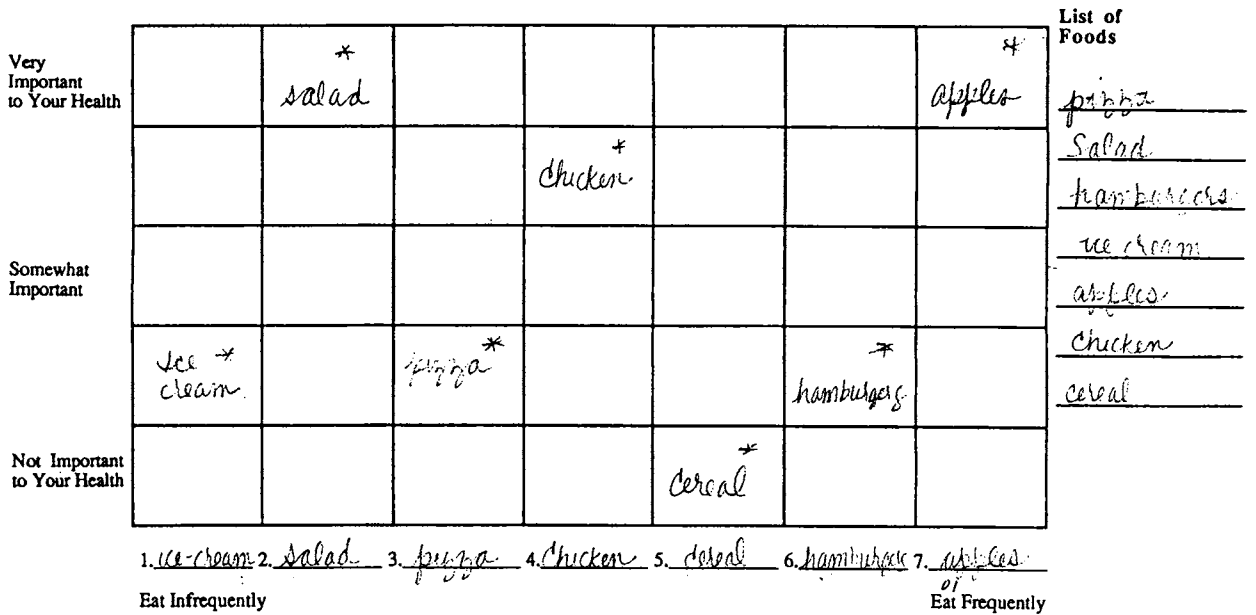 List of
Foods
Very
Important
to Your Health
* * 
salad apples
pizza
Salad
*
Chicken
hamburgers
ice cream
Somewhat
Important
apples
Chicken
* * *
Ice
cream pizza hamburgers
cereal
Not Important
to Your Health
*
Cereal
1. ice-cream 2. Salad 3. pizza 4. Chicken 5. Cereal 6. hamburgers 7. apples
Eat Infrequently Eat Frequently